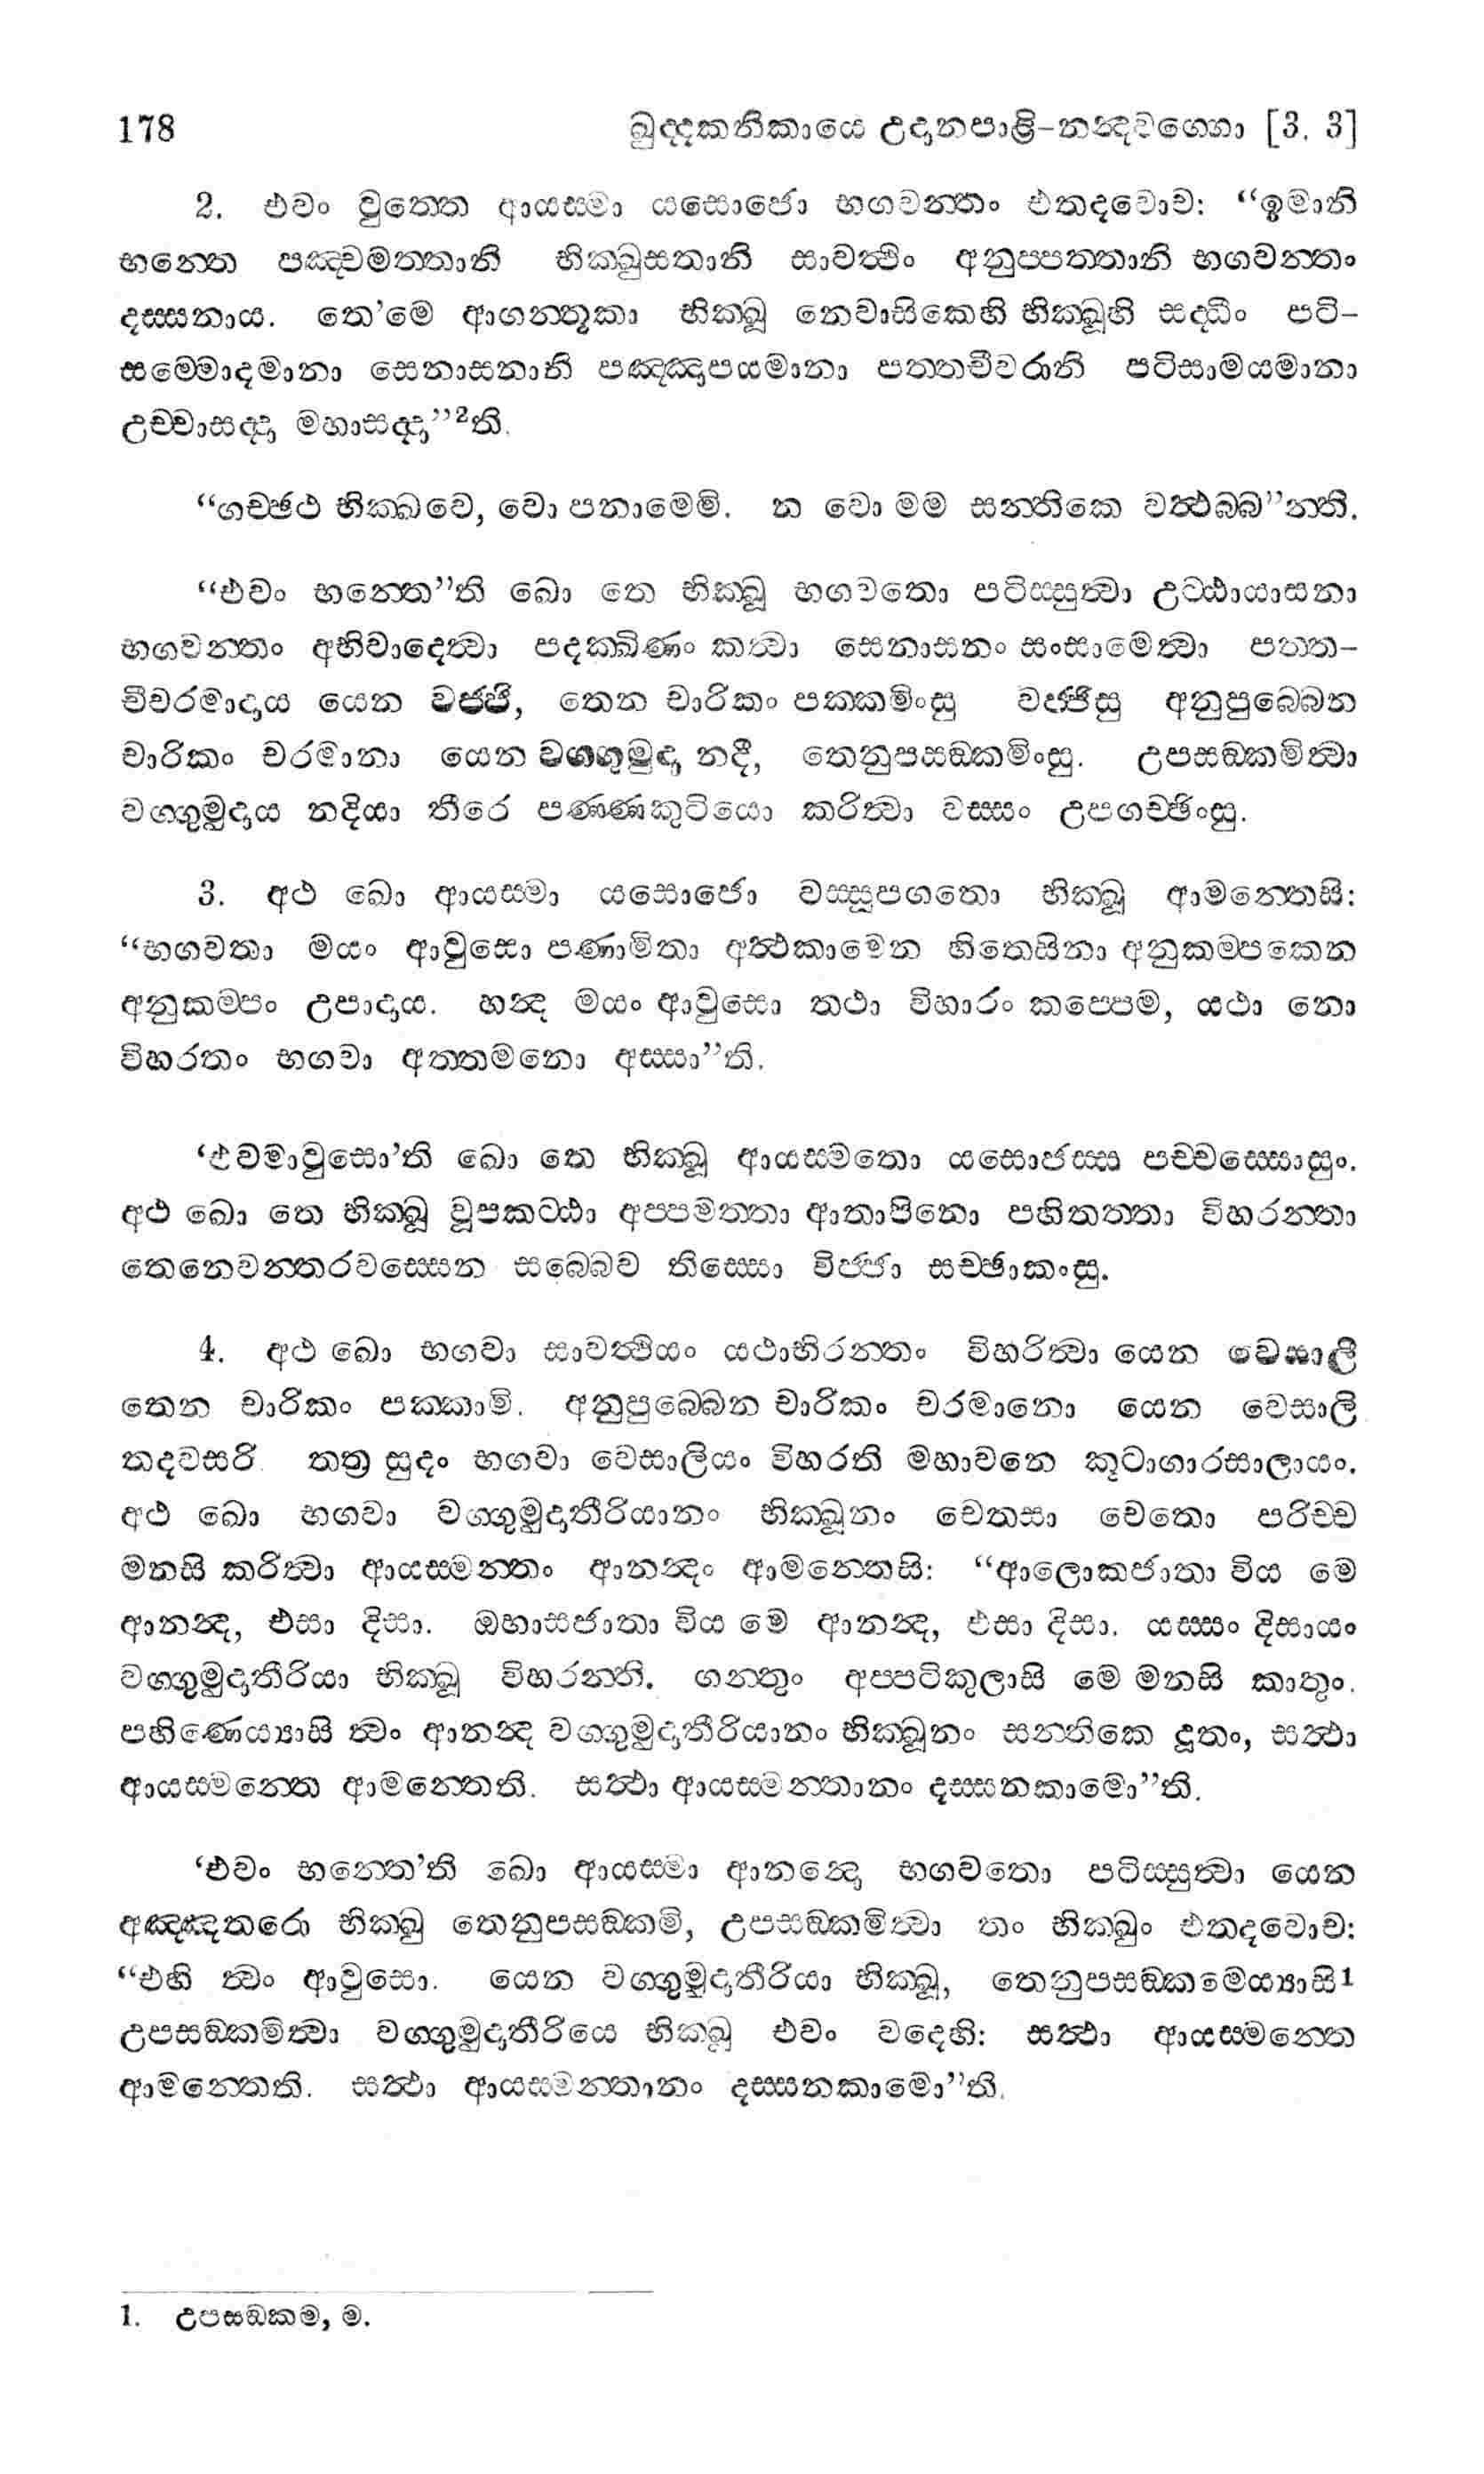 178 ඛුද්දකනිකායෙ උදානපාළි-නන්දවග්ගො [3. 3]
2. එවං වුත්තෙ ආයස්මා යසොජො භගවන්තං එතදවොච: “ඉමානි
භන්තෙ පඤ්චමත්තානි භික්ඛුසතානි සාවත්ථිං අනුප්පත්තානි භගවන්තං
දස්සනාය. තෙ’මෙ ආගන්තුකා භික්ඛූ නෙවාසිකෙහි භික්ඛූහි සද්ධිං පටි-
සම්මොදමානා සෙනාසනානි පඤ්ඤාපයමානා පත්තචීවරානි පටිසාමයමානා
උච්චාසද්දා මහාසද්දා”2ති.
“ගච්ඡථ භික්ඛවෙ, වො පනාමෙමි. න වො මම සන්තිකෙ වත්ථබ්බ”න්ති.
“එවං භන්තෙ”ති ඛො තෙ භික්ඛූ භගවතො පටිස්සුත්වා උට්ඨායාසනා
භගවන්තං අභිවාදෙත්වා පදක්ඛිණං කත්වා සෙනාසනං සංසාමෙත්වා පත්ත-
චීවරමාදාය යෙන වජ්ජී, තෙන චාරිකං පක්කමිංසු වජ්ජීසු අනුපුබ්බෙන
චාරිකං චරමානා යෙන වග්ගුමුදා නදී, තෙනුපසඞ්කමිංසු. උපසඞ්කමිත්වා
වග්ගුමුදාය නදියා තීරෙ පණ්ණකුටියො කරිත්වා වස්සං උපගච්ඡිංසු.
3. අථ ඛො ආයස්මා යසොජො වස්සූපගතො භික්ඛූ ආමන්තෙසි:
“භගවතා මයං ආවුසො පණාමිතා අත්ථකාමෙන හිතෙසිනා අනුකම්පකෙන
අනුකම්පං උපාදාය. හන්ද මයං ආවුසො තථා විහාරං කප්පෙම, යථා නො
විහරතං භගවා අත්තමනො අස්සා”ති.
‘එවමාවුසො’ති ඛො තෙ භික්ඛූ ආයස්මතො යසොජස්ස පච්චස්සොසුං.
අථ ඛො තෙ භික්ඛූ වූපකට්ඨා අප්පමත්තා ආතාපිනො පහිතත්තා විහරන්තා
තෙනෙවන්තරවස්සෙන සබ්බෙව තිස්සො විජ්ජා සච්ඡාකංසු.
4. අථ ඛො භගවා සාවත්ථියං යථාභිරන්තං විහරිත්වා යෙන වෙසාලී
තෙන චාරිකං පක්කාමි. අනුපුබ්බෙන චාරිකං චරමානො යෙන වෙසාලි
තදවසරි. තත්‍ර සුදං භගවා වෙසාලියං විහරති මහාවනෙ කූටාගාරසාලායං.
අථ ඛො භගවා වග්ගුමුදාතීරියානං භික්ඛූනං චෙතසා චෙතො පරිච්ච
මනසි කරිත්වා ආයස්මන්තං ආනන්දං ආමන්තෙසි: “ආලොකජාතා විය මෙ
ආනන්ද, එසා දිසා. ඔභාසජාතා විය මෙ ආනන්ද, එසා දිසා. යස්සං දිසායං
වග්ගුමුදාතීරියා භික්ඛූ විහරන්ති. ගන්තුං අප්පටිකුලාසි මෙ මනසි කාතුං.
පහිණෙය්‍යාසි ත්වං ආනන්ද වග්ගුමුදාතීරියානං භික්ඛූනං සන්තිකෙ දූතං, සත්ථා
ආයස්මන්තෙ ආමන්තෙති. සත්ථා ආයස්මන්තානං දස්සනකාමො”ති.
‘එවං භන්තෙ’ති ඛො ආයස්මා ආනන්දො භගවතො පටිස්සුත්වා යෙන
අඤ්ඤතරො භික්ඛු තෙනුපසඞ්කමි, උපසඞ්කමිත්වා තං භික්ඛුං එතදවොච:
“එහි ත්වං ආවුසො. යෙන වග්ගුමුදාතීරියා භික්ඛූ, තෙනුපසඞ්කමෙය්‍යාසි1
උපසඞ්කමිත්වා වග්ගුමුදාතීරියෙ භික්ඛූ එවං වදෙහි: සත්ථා ආයස්මන්තෙ
ආමන්තෙති. සත්ථා ආයස්මන්තානං දස්සනකාමො”ති.
1. උපසඞ්කම, ම.